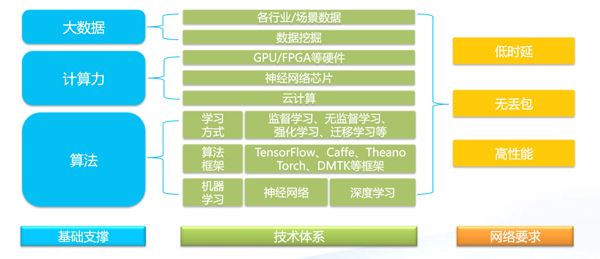 大数据
各行业/场景数据
数据挖掘
计算力
GPU/FPGA等硬件
神经网络芯片
云计算
算法
学习
方式
监督学习、无监督学习、
强化学习、迁移学习等
算法
框架
TensorFlow、Caffe、Theano
Torch、DMTK等框架
机器
学习
神经网络
深度学习
低时延
无丢包
高性能
基础支撑
技术体系
网络要求